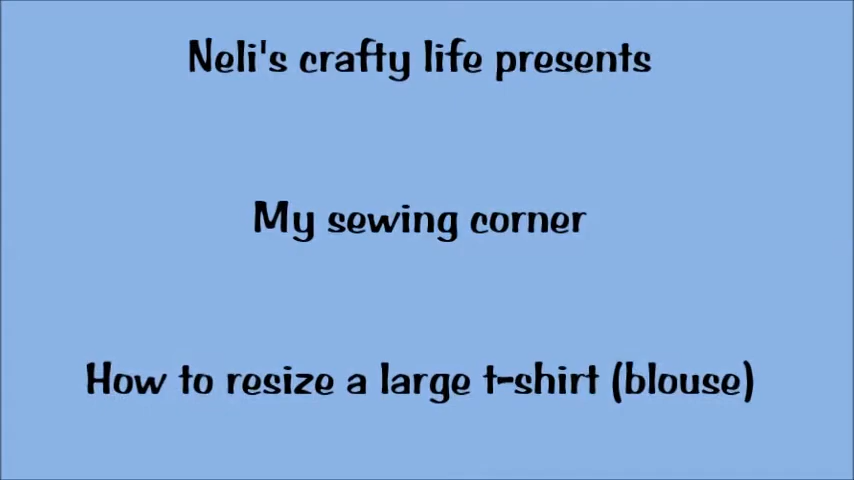 Neli's crafty life presents
My sewing corner
How to resize a large t-shirt (blouse)